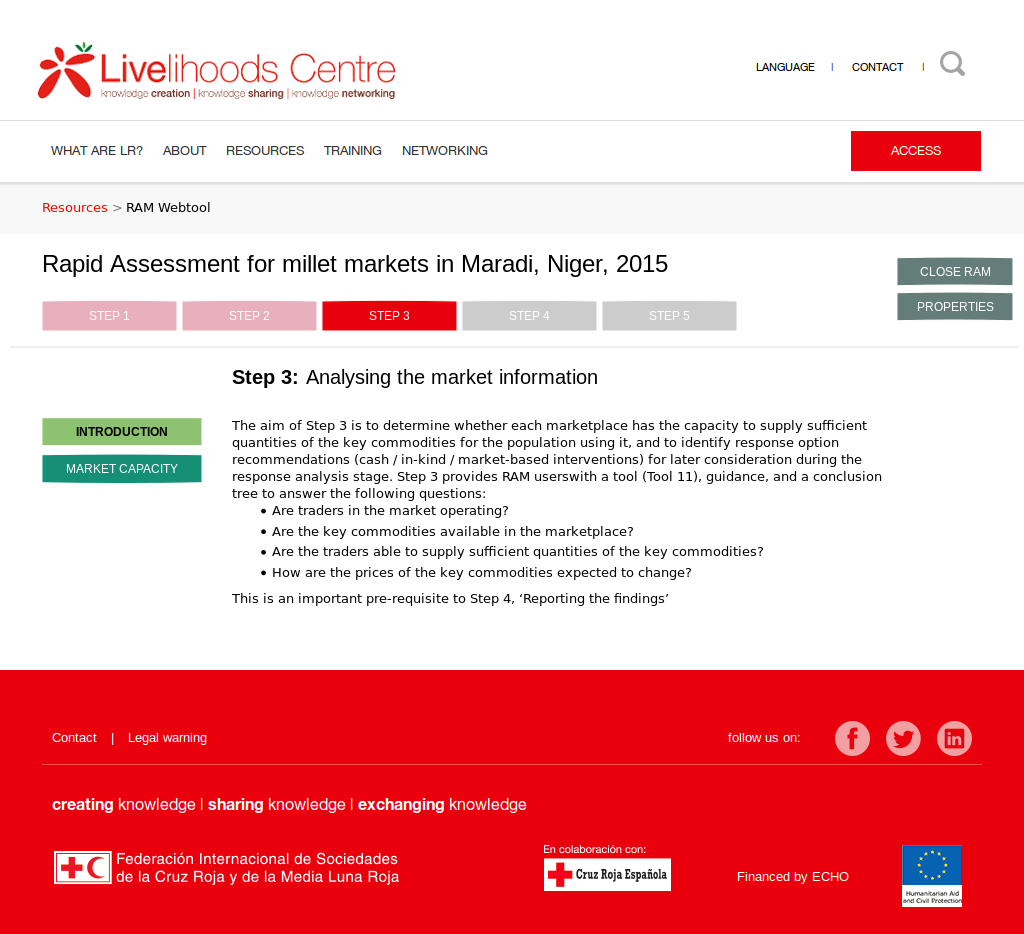 Livelihoods Centre
knowledge creation | knowledge sharing | knowledge networking
LANGUAGE | CONTACT |
WHAT ARE LR? ABOUT RESOURCES TRAINING NETWORKING ACCESS
Resources > RAM Webtool
Rapid Assessment for millet markets in Maradi, Niger, 2015
CLOSE RAM
PROPERTIES
STEP 1 STEP 2 STEP 3 STEP 4 STEP 5
Step 3: Analysing the market information
INTRODUCTION
MARKET CAPACITY
The aim of Step 3 is to determine whether each marketplace has the capacity to supply sufficient
quantities of the key commodities for the population using it, and to identify response option
recommendations (cash / in-kind / market-based interventions) for later consideration during the
response analysis stage. Step 3 provides RAM userswith a tool (Tool 11), guidance, and a conclusion
tree to answer the following questions:
• Are traders in the market operating?
• Are the key commodities available in the marketplace?
• Are the traders able to supply sufficient quantities of the key commodities?
• How are the prices of the key commodities expected to change?
This is an important pre-requisite to Step 4, ‘Reporting the findings’
Contact | Legal warning
follow us on:
creating knowledge | sharing knowledge | exchanging knowledge
Federación Internacional de Sociedades
de la Cruz Roja y de la Media Luna Roja
En colaboración con:
Cruz Roja Española
Financed by ECHO
Humanitarian Aid
and Civil Protection